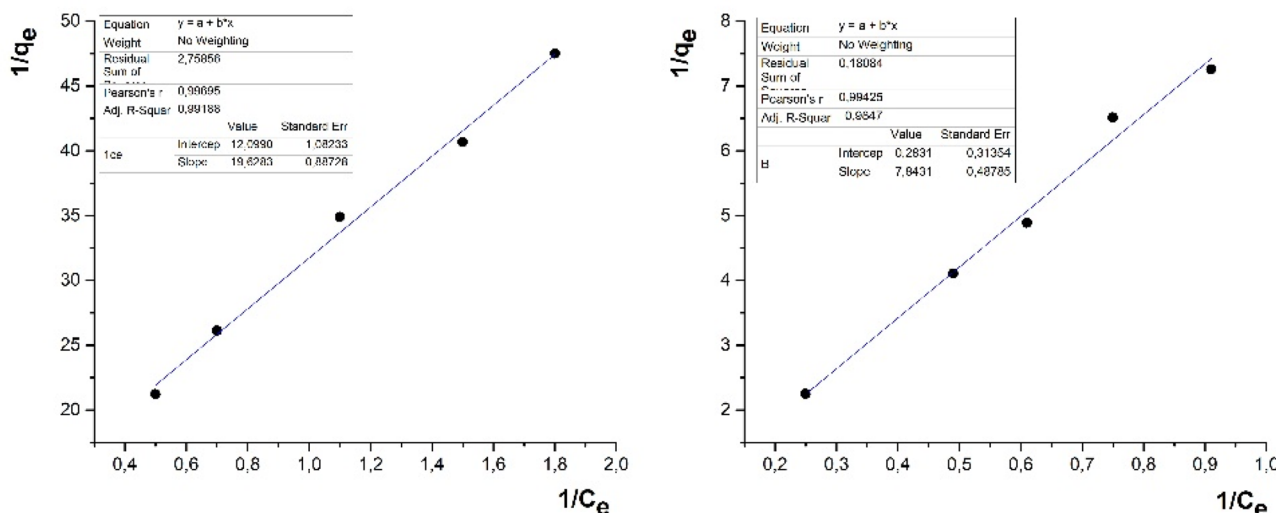 1/qe
50
45
40
35
30
25
20
0,4 0,6 0,8 1,0 1,2 1,4 1,6 1,8 2,0
1/Ce
Equation y = a + b*x
Weight No Weighting
Residual 2,75856
Sum of
Pearson's r 0,99695
Adj. R-Squar 0,99188
Value Standard Err
1ce Intercep 12,0990 1,08233
Slope 19,6283 0,88726
1/qe
8
7
6
5
4
3
2
0,2 0,3 0,4 0,5 0,6 0,7 0,8 0,9 1,0
1/Ce
Equation y = a + b*x
Weight No Weighting
Residual 0,18084
Sum of
Pearson's r 0,99425
Adj. R-Squar 0,9847
Value Standard Err
B Intercep 0,2831 0,31354
Slope 7,8431 0,48785